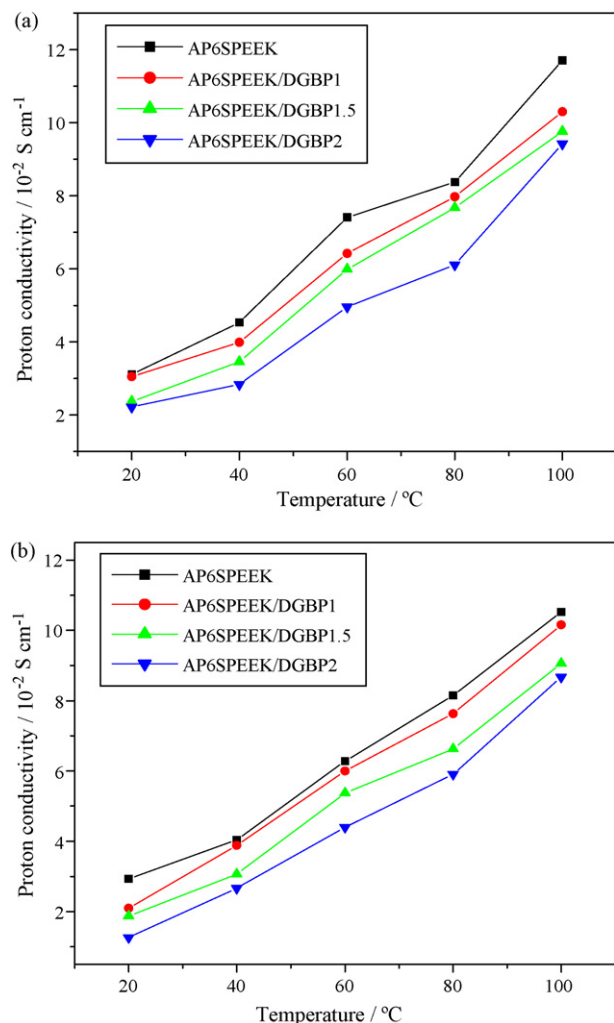 (a)
AP6SPEEK
AP6SPEEK/DGBP1
AP6SPEEK/DGBP1.5
AP6SPEEK/DGBP2
Proton conductivity / 10⁻² S cm⁻¹
12
10
8
6
4
2
20 40 60 80 100
Temperature / ºC
(b)
AP6SPEEK
AP6SPEEK/DGBP1
AP6SPEEK/DGBP1.5
AP6SPEEK/DGBP2
Proton conductivity / 10⁻² S cm⁻¹
12
10
8
6
4
2
20 40 60 80 100
Temperature / ºC